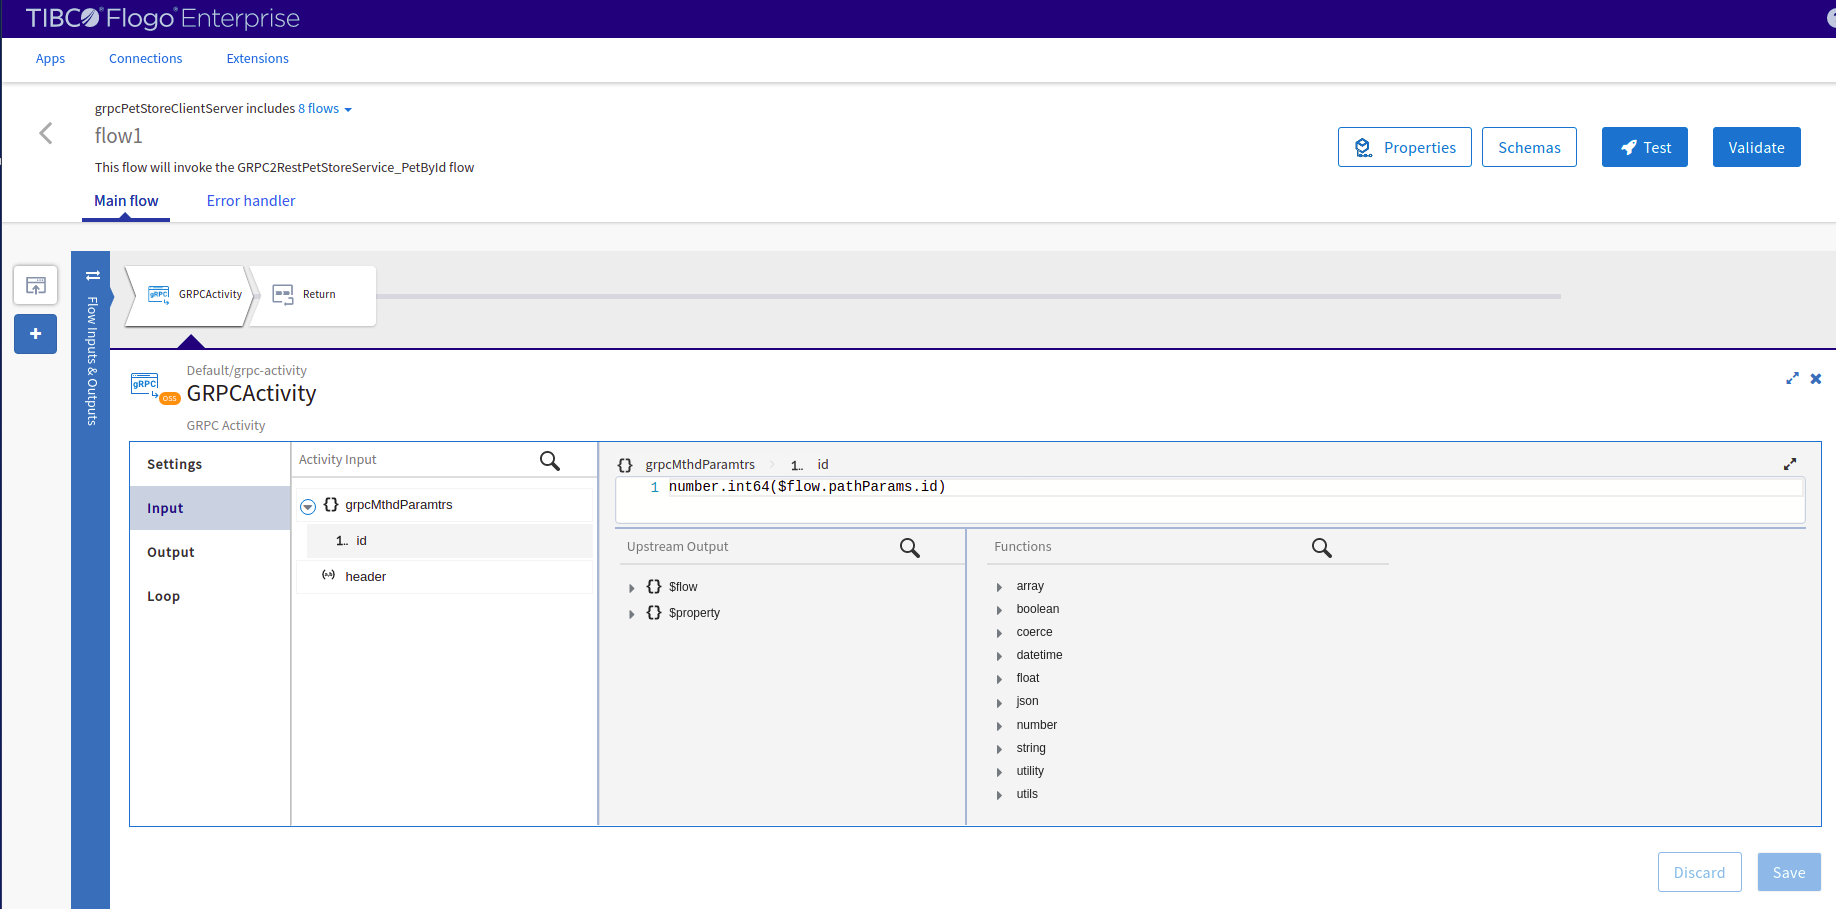 TIBCO® Flogo® Enterprise
Apps Connections Extensions
grpcPetStoreClientServer includes 8 flows
flow1
This flow will invoke the GRPC2RestPetStoreService_PetById flow
Properties Schemas Test Validate
Main flow Error handler
Flow Inputs & Outputs
gRPC GRPCActivity Return
Default/grpc-activity
gRPC oss GRPCActivity
GRPC Activity
Settings
Input
Output
Loop
Activity Input
{} grpcMthdParamtrs
1.. id
header
{} grpcMthdParamtrs > 1.. id
1 number.int64($flow.pathParams.id)
Upstream Output
{} $flow
{} $property
Functions
array
boolean
coerce
datetime
float
json
number
string
utility
utils
Discard Save